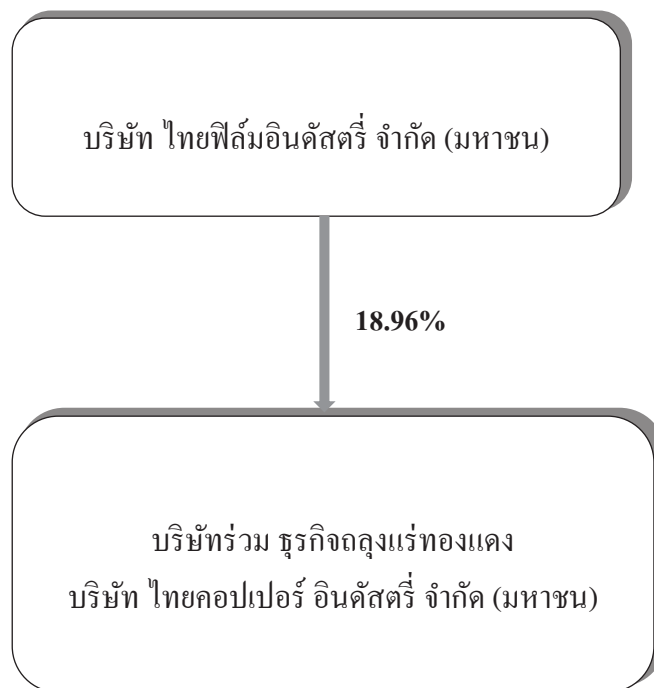 บริษัท ไทยฟิล์มอินดัสตรี่ จำกัด (มหาชน)
18.96%
บริษัทร่วม ธุรกิจถลุงแร่ทองแดง
บริษัท ไทยคอปเปอร์ อินดัสตรี่ จำกัด (มหาชน)